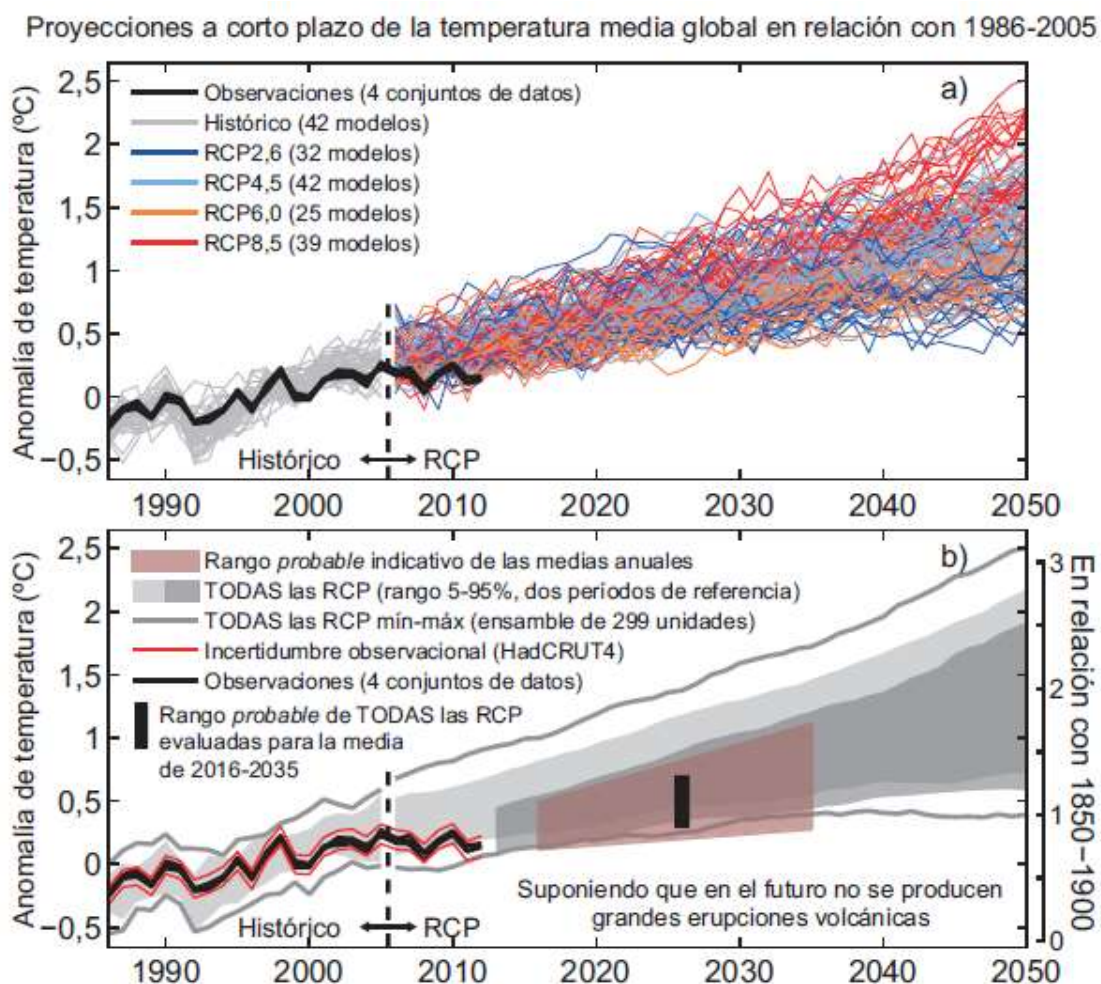 Proyecciones a corto plazo de la temperatura media global en relación con 1986-2005
a)
Anomalía de temperatura (ºC)
2,5
2
1,5
1
0,5
0
−0,5
Observaciones (4 conjuntos de datos)
Histórico (42 modelos)
RCP2,6 (32 modelos)
RCP4,5 (42 modelos)
RCP6,0 (25 modelos)
RCP8,5 (39 modelos)
Histórico
RCP
1990 2000 2010 2020 2030 2040 2050
b)
Anomalía de temperatura (ºC)
2,5
2
1,5
1
0,5
0
−0,5
Rango probable indicativo de las medias anuales
TODAS las RCP (rango 5-95%, dos períodos de referencia)
TODAS las RCP mín-máx (ensamble de 299 unidades)
Incertidumbre observacional (HadCRUT4)
Observaciones (4 conjuntos de datos)
Rango probable de TODAS las RCP
evaluadas para la media
de 2016-2035
Suponiendo que en el futuro no se producen
grandes erupciones volcánicas
Histórico
RCP
3
2
1
0
En relación con 1850−1900
1990 2000 2010 2020 2030 2040 2050